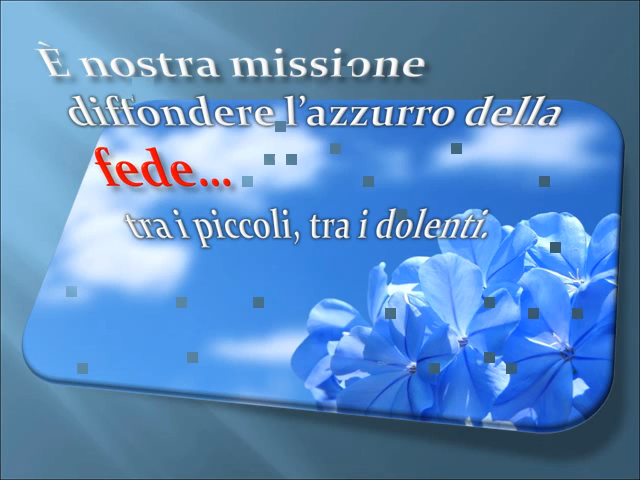 È nostra missione
diffondere l'azzurro della
fede...
tra i piccoli, tra i dolenti.